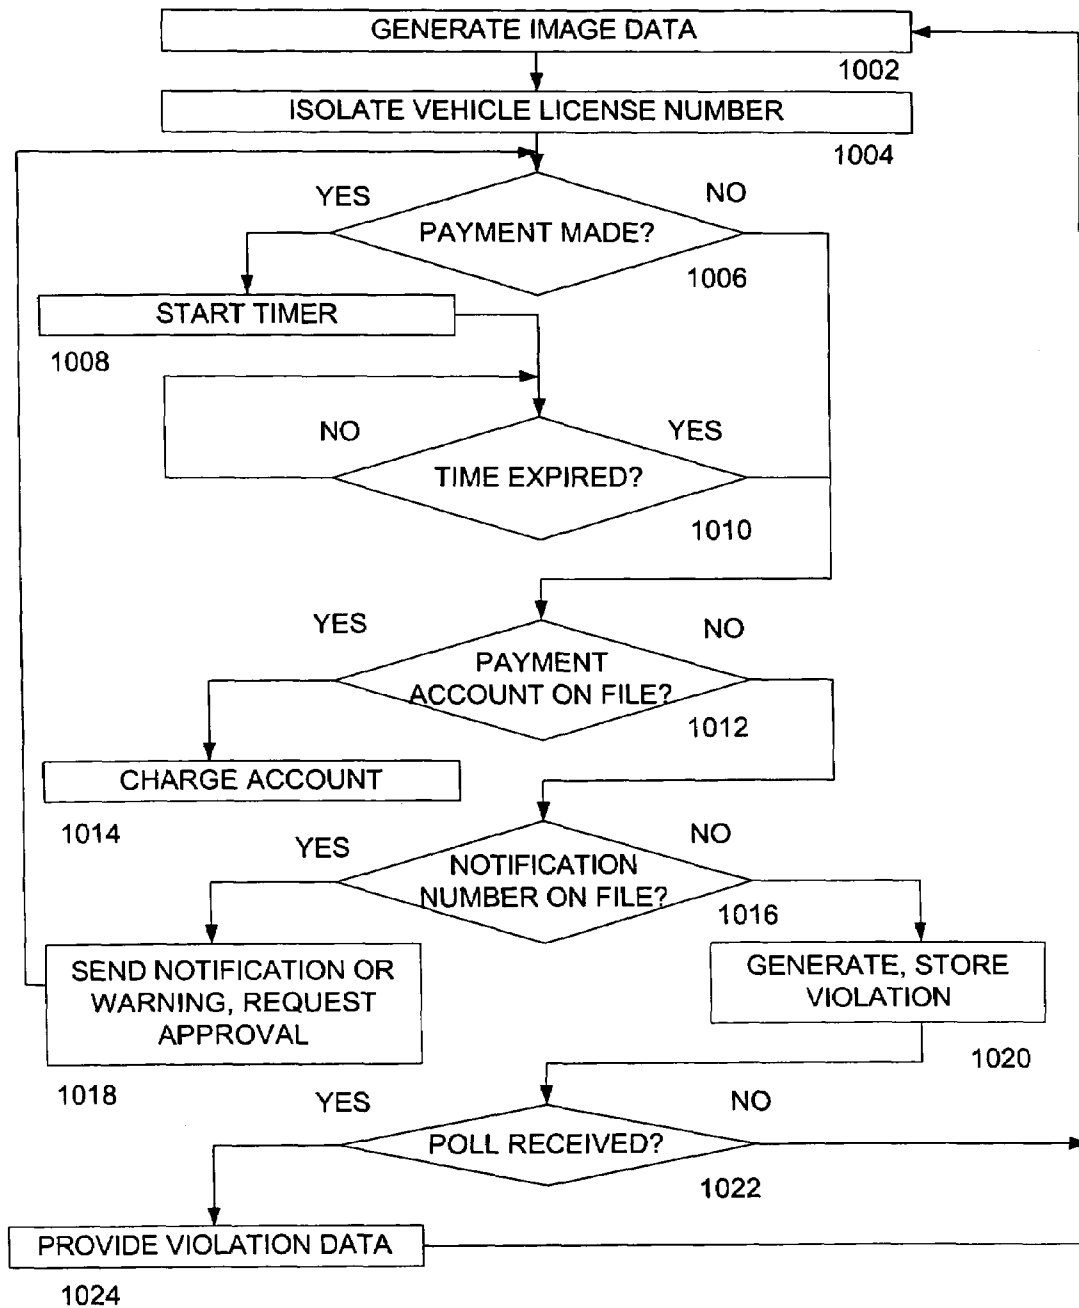 GENERATE IMAGE DATA
1002
ISOLATE VEHICLE LICENSE NUMBER
1004
YES
NO
PAYMENT MADE?
1006
START TIMER
1008
NO
YES
TIME EXPIRED?
1010
YES
NO
PAYMENT
ACCOUNT ON FILE?
1012
CHARGE ACCOUNT
1014
YES
NO
NOTIFICATION
NUMBER ON FILE?
1016
SEND NOTIFICATION OR
WARNING, REQUEST
APPROVAL
1018
GENERATE, STORE
VIOLATION
1020
YES
NO
POLL RECEIVED?
1022
PROVIDE VIOLATION DATA
1024